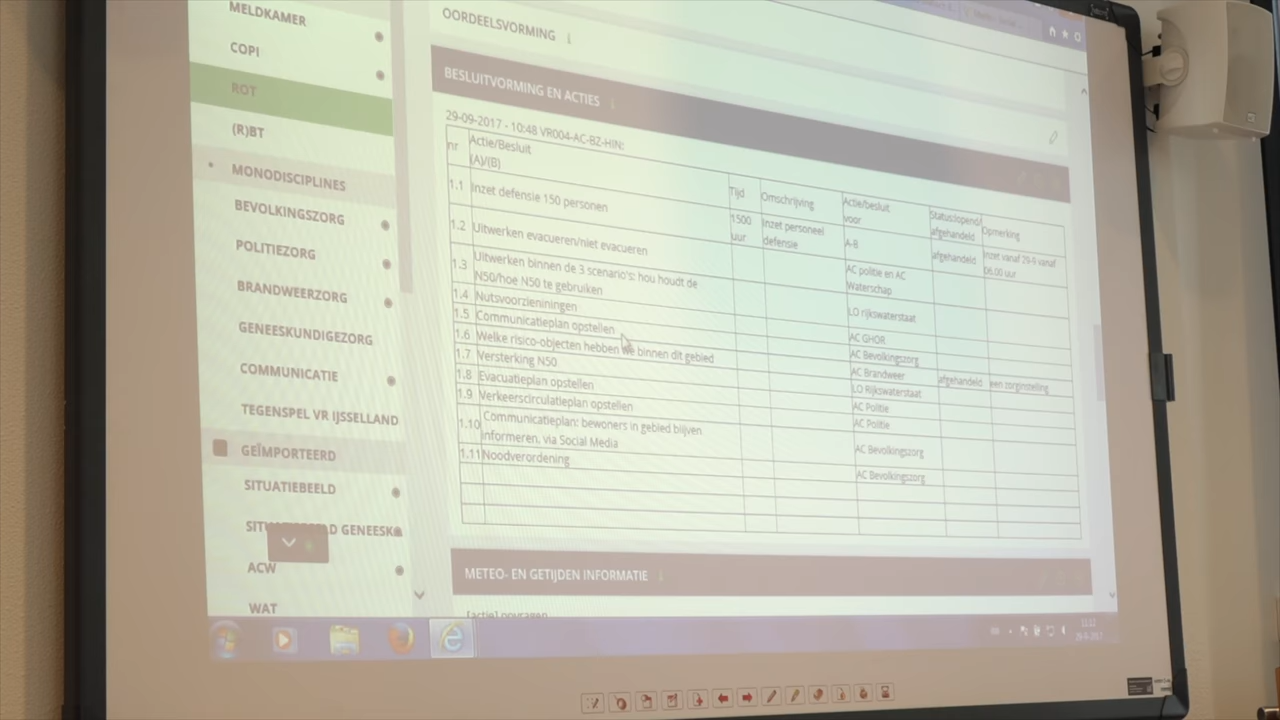 MELDKAMER
COPI
ROT
(R)BT
MONODISCIPLINES
BEVOLKINGSZORG
POLITIEZORG
BRANDWEERZORG
GENEESKUNDIGEZORG
COMMUNICATIE
TEGENSPEL VR IJSSELLAND
GEÏMPORTEERD
SITUATIEBEELD
GENEESK
ACW
WAT
OORDEELSVORMING
BESLUITVORMING EN ACTIES
29-09-2017 - 10:48 VR004-AC-BZ-HIN:
nr Actie/Besluit (A)/(B) Tijd Omschrijving Actie/besluit voor Status(open/ afgehandeld Opmerking
1.1 Inzet defensie 150 personen 1500 uur Inzet personeel defensie A-B afgehandeld Inzet vanaf 29-9 vanaf 06.00 uur
1.2 Uitwerken evacueren/niet evacueren AC politie en AC Waterschap
1.3 Uitwerken binnen de 3 scenario's: hou houdt de
N50/hoe N50 te gebruiken LO rijkswaterstaat
1.4 Nutsvoorzieningen AC GHOR
1.5 Communicatieplan opstellen AC Bevolkingszorg
1.6 Welke risico-objecten hebben we binnen dit gebied AC Brandweer afgehandeld een zorginstelling
1.7 Versterking N50 LO Rijkswaterstaat
1.8 Evacuatieplan opstellen AC Politie
1.9 Verkeerscirculatieplan opstellen AC Politie
1.10 Communicatieplan: bewoners in gebied blijven
informeren, via Social Media AC Bevolkingszorg
1.11 Noodverordening AC Bevolkingszorg
METEO- EN GETIJDEN INFORMATIE
[actie] opvragen